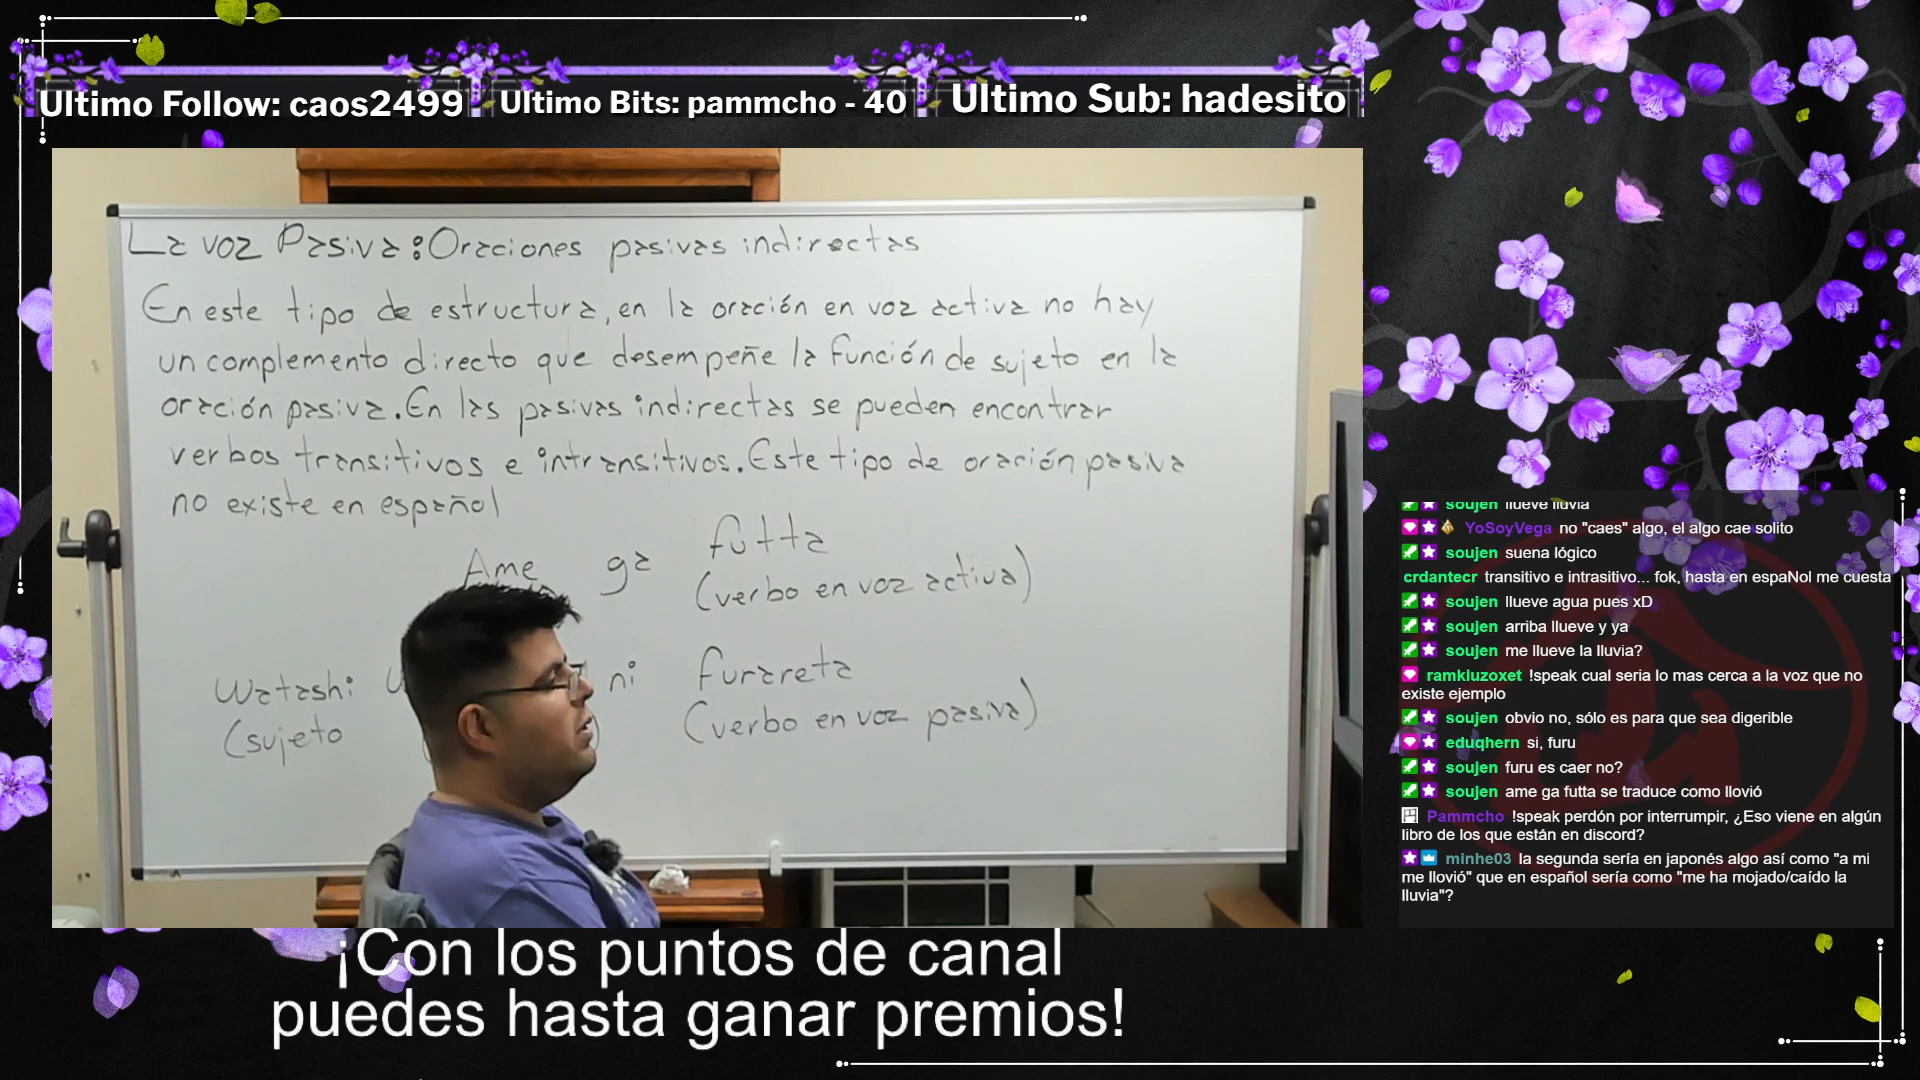 Ultimo Follow: caos2499
Ultimo Bits: pammcho - 40
Ultimo Sub: hadesito
La voz Pasiva: Oraciones pasivas indirectas
En este tipo de estructura, en la oración en voz activa no hay
un complemento directo que desempeñe la función de sujeto en la
oración pasiva. En las pasivas indirectas se pueden encontrar
verbos transitivos e intransitivos. Este tipo de oración pasiva
no existe en español
Ame ga futta
(verbo en voz activa)
Watashi ni furareta
(sujeto (verbo en voz pasiva)
soujen llueve lluvia
YoSoyVega no "caes" algo, el algo cae solito
soujen suena lógico
crdantecr transitivo e intrasitivo... fok, hasta en espaNol me cuesta
soujen llueve agua pues xD
soujen arriba llueve y ya
soujen me llueve la lluvia?
ramkluzoxet !speak cual seria lo mas cerca a la voz que no
existe ejemplo
soujen obvio no, sólo es para que sea digerible
eduqhern si, furu
soujen furu es caer no?
soujen ame ga futta se traduce como llovió
Pammcho !speak perdón por interrumpir, ¿Eso viene en algún
libro de los que están en discord?
minhe03 la segunda sería en japonés algo así como "a mi
me llovió" que en español sería como "me ha mojado/caído la
lluvia"?
¡Con los puntos de canal
puedes hasta ganar premios!